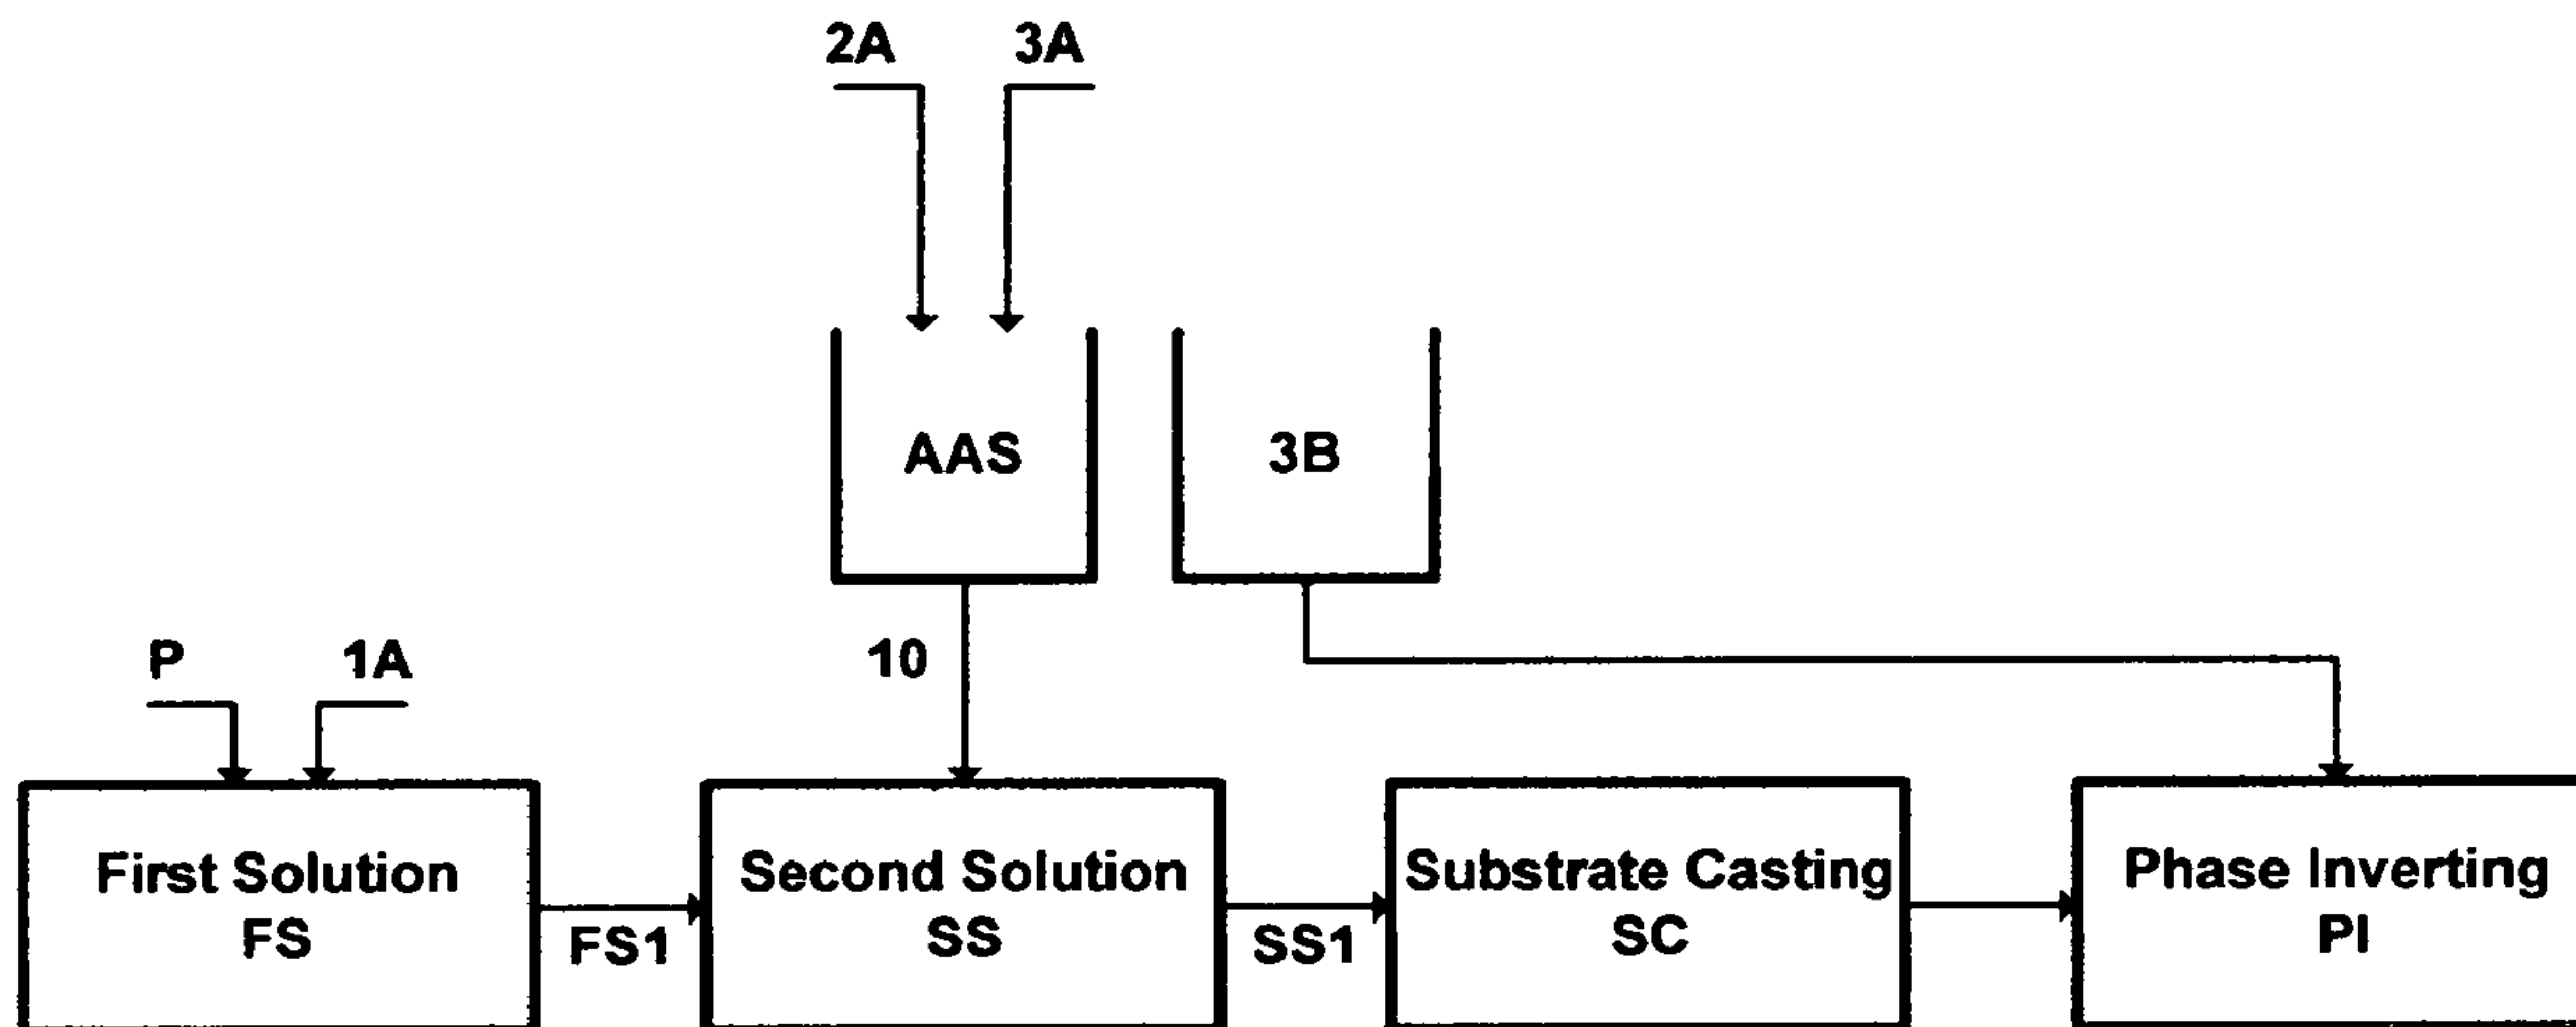 2A 3A
AAS 3B
10
P 1A
First Solution
FS
FS1
Second Solution
SS
SS1
Substrate Casting
SC
Phase Inverting
PI